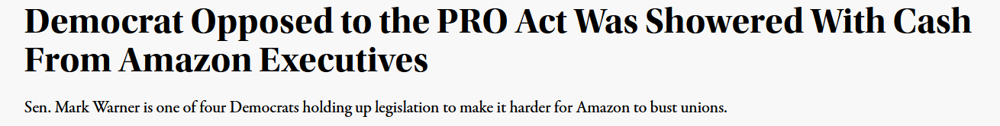 Democrat Opposed to the PRO Act Was Showered With Cash
From Amazon Executives
Sen. Mark Warner is one of four Democrats holding up legislation to make it harder for Amazon to bust unions.